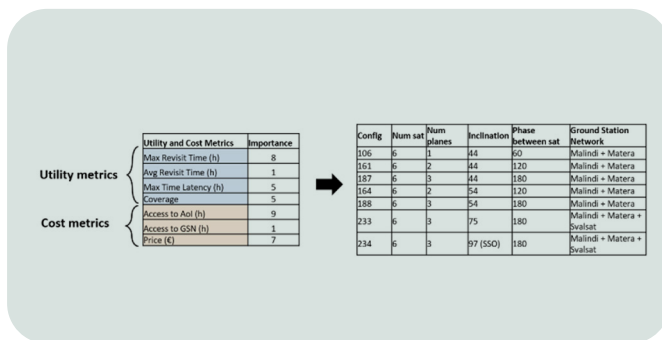 Utility metrics
Cost metrics
Utility and Cost Metrics Importance
Max Revisit Time (h) 8
Avg Revisit Time (h) 1
Max Time Latency (h) 5
Coverage 5
Access to AoI (h) 9
Access to GSN (h) 1
Price (€) 7
Config Num sat Num planes Inclination Phase between sat Ground Station Network
106 6 1 44 60 Malindi + Matera
161 6 2 44 120 Malindi + Matera
187 6 3 44 180 Malindi + Matera
164 6 2 54 120 Malindi + Matera
188 6 3 54 180 Malindi + Matera
233 6 3 75 180 Malindi + Matera + Svalsat
234 6 3 97 (SSO) 180 Malindi + Matera + Svalsat